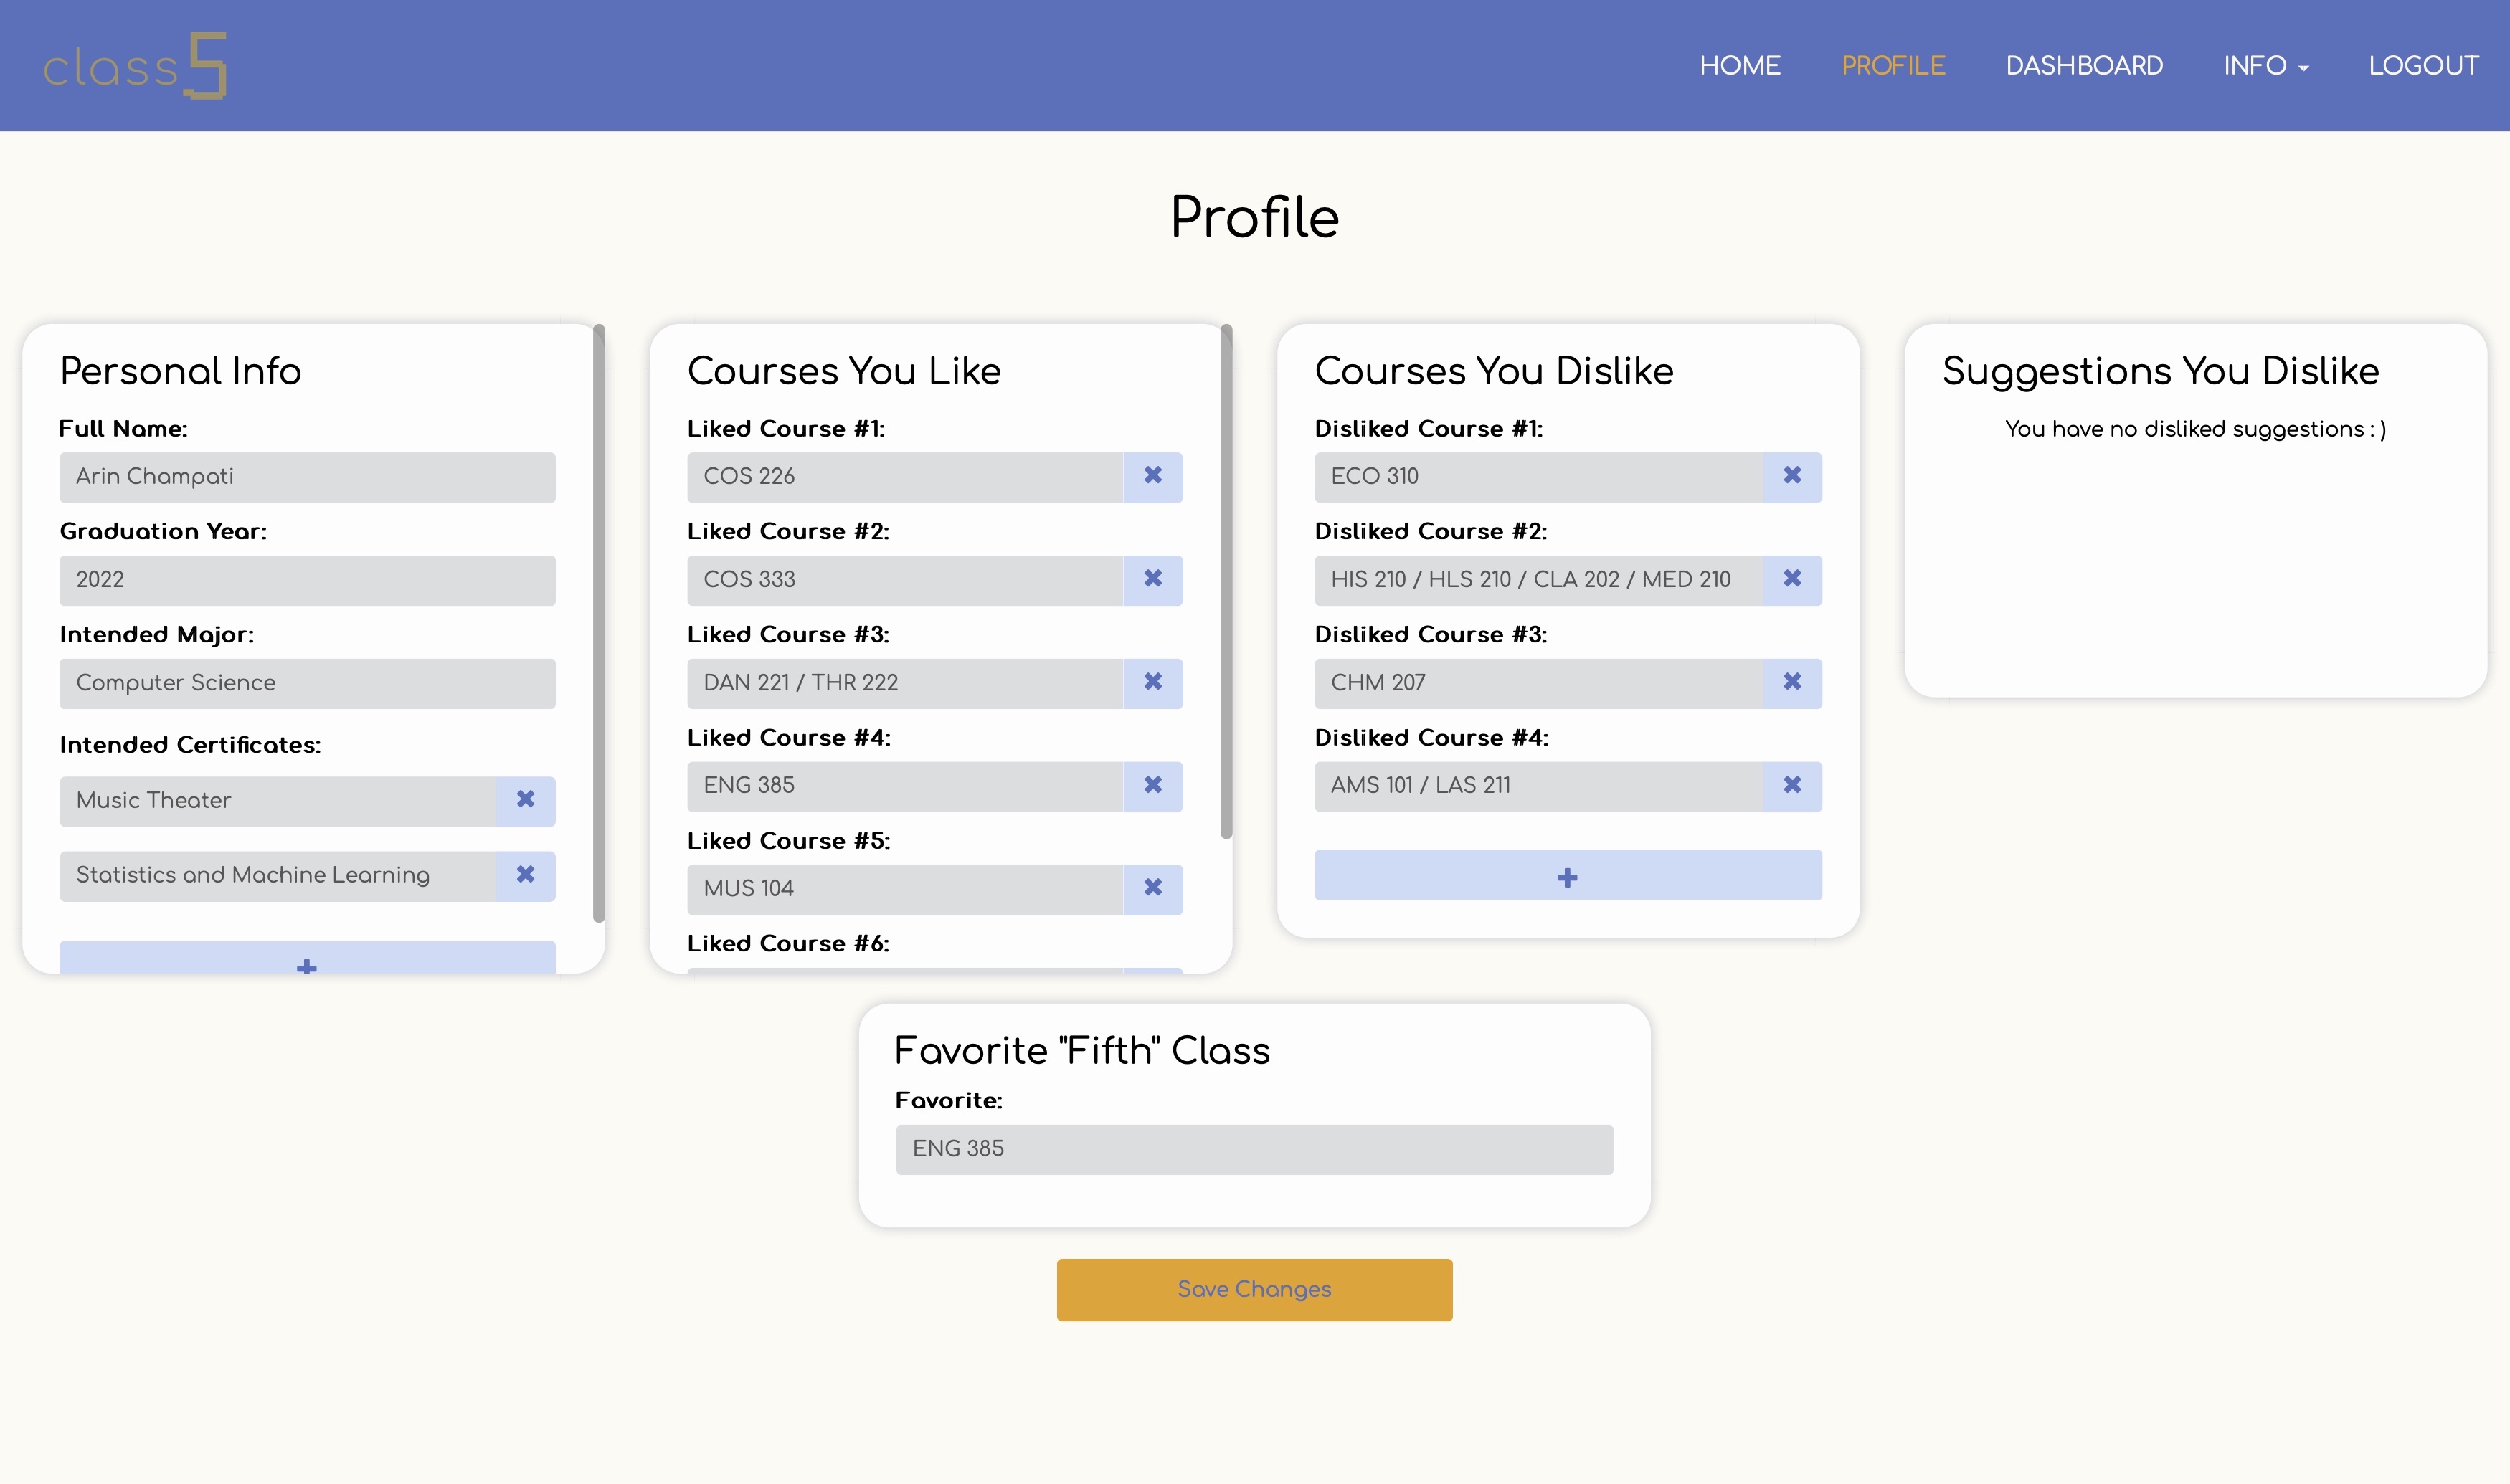 class5
HOME
PROFILE
DASHBOARD
INFO
LOGOUT
Profile
Personal Info
Full Name:
Arin Champati
Graduation Year:
2022
Intended Major:
Computer Science
Intended Certificates:
Music Theater
Statistics and Machine Learning
+
Courses You Like
Liked Course #1:
COS 226
Liked Course #2:
COS 333
Liked Course #3:
DAN 221 / THR 222
Liked Course #4:
ENG 385
Liked Course #5:
MUS 104
Liked Course #6:
Courses You Dislike
Disliked Course #1:
ECO 310
Disliked Course #2:
HIS 210 / HLS 210 / CLA 202 / MED 210
Disliked Course #3:
CHM 207
Disliked Course #4:
AMS 101 / LAS 211
+
Suggestions You Dislike
You have no disliked suggestions : )
Favorite "Fifth" Class
Favorite:
ENG 385
Save Changes